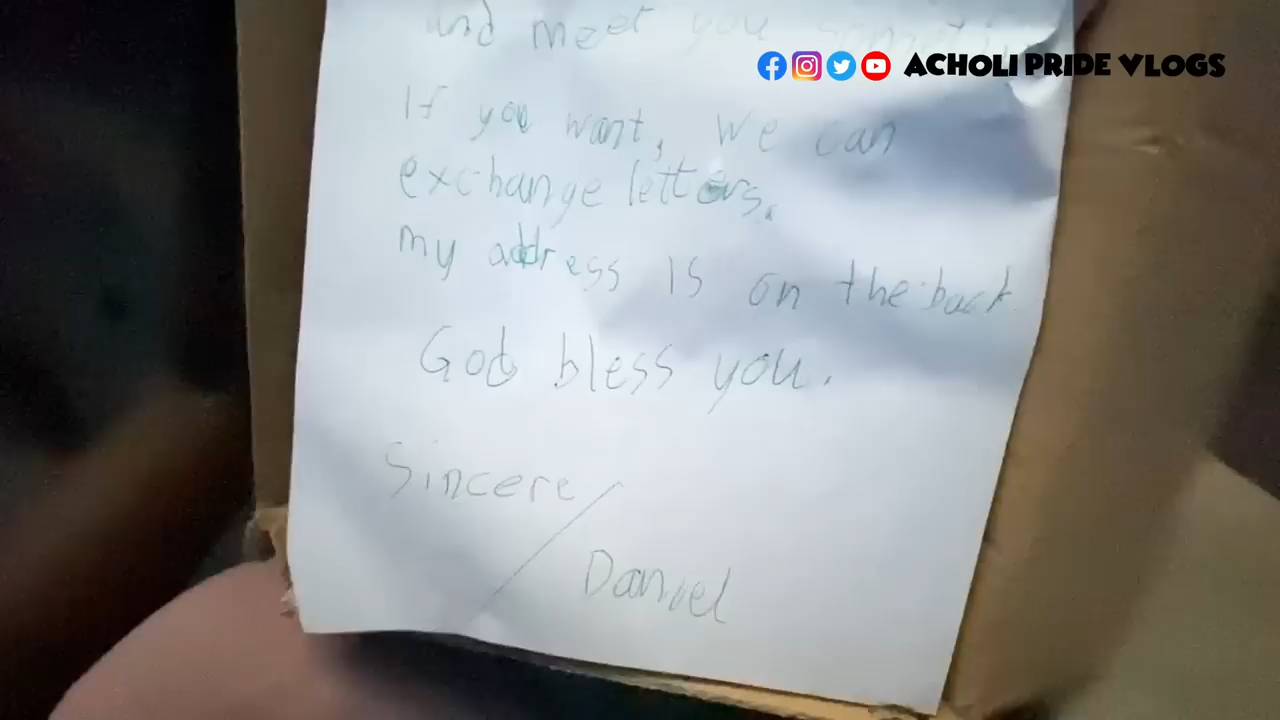 and meet you
ACHOLI PRIDE VLOGS
If you want, We can
exchange letters.
my address is on the back
God bless you.
Sincere
Daniel